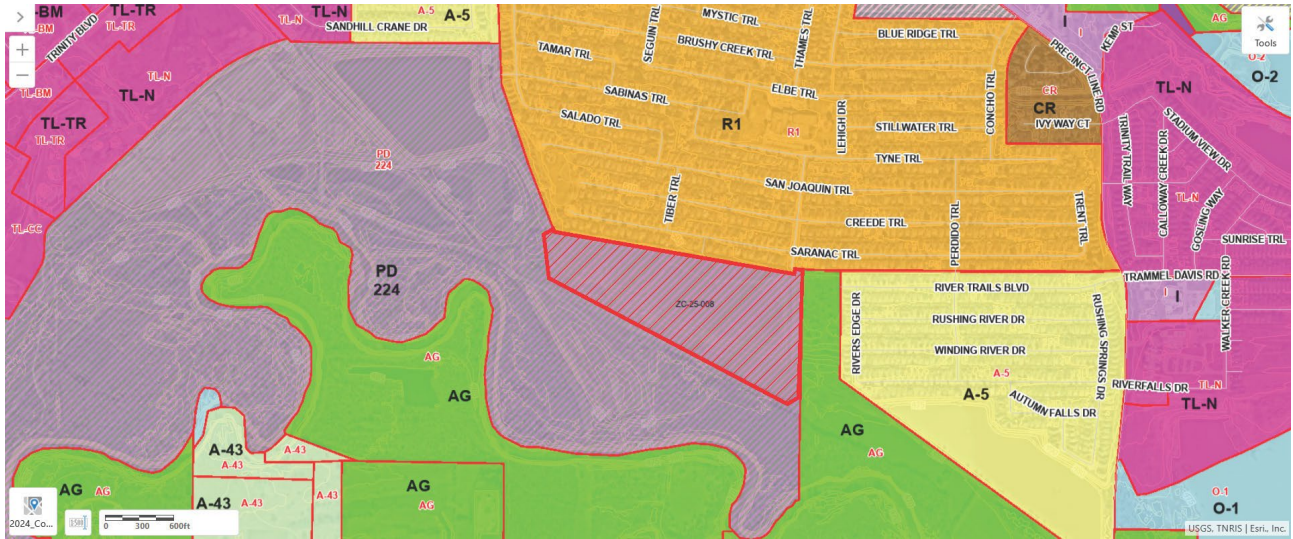 -BM
TL-TR
TL-N
A-5
A-5
I
AG
-BM
TL-TR
TL-N
SANDHILL CRANE DR
MYSTIC TRL
BLUE RIDGE TRL
KEMP ST
I
TRINITY BLVD
SEGUIN TRL
THAMES TRL
Tools
TAMAR TRL
BRUSHY CREEK TRL
PRECINCT LINE RD
O-2
O-2
TL-N
TL-N
TL-N
TL-BM
SABINAS TRL
ELBE TRL
CONCHO TRL
CR
CR
SALADO TRL
R1
R1
LEHIGH DR
STILLWATER TRL
IVY WAY CT
TL-TR
TL-TR
TRINITY TRAIL WAY
CALLOWAY CREEK DR
STADIUM VIEW DR
PD
224
TYNE TRL
TIBER TRL
SAN JOAQUIN TRL
TRENT TRL
TL-N
GOSLING WAY
TL-CC
CREEDE TRL
PERDIDO TRL
SUNRISE TRL
SARANAC TRL
PD
224
TRAMMEL DAVIS RD
RIVER TRAILS BLVD
I
I
ZC-25-008
RIVERS EDGE DR
RUSHING RIVER DR
RUSHING SPRINGS DR
WALKER CREEK RD
AG
WINDING RIVER DR
A-5
A-5
RIVERFALLS DR
TL-N
TL-N
AG
AUTUMN FALLS DR
AG
AG
A-43
A-43
A-43
AG
AG
AG
AG
A-43
A-43
A-43
O-1
O-1
2024_Co...
0 300 600ft
USGS, TNRIS | Esri., Inc.